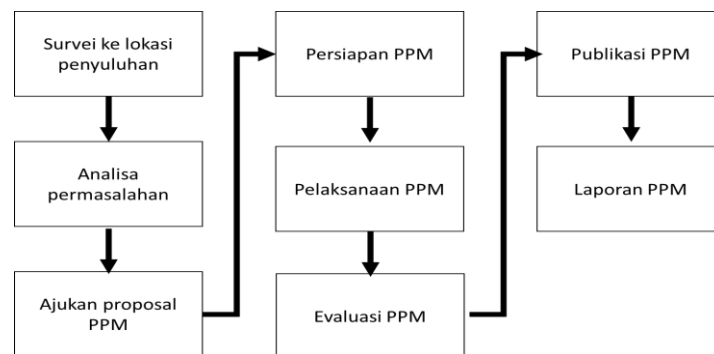 Survei ke lokasi
penyuluhan
Analisa
permasalahan
Ajukan proposal
PPM
Persiapan PPM
Pelaksanaan PPM
Evaluasi PPM
Publikasi PPM
Laporan PPM